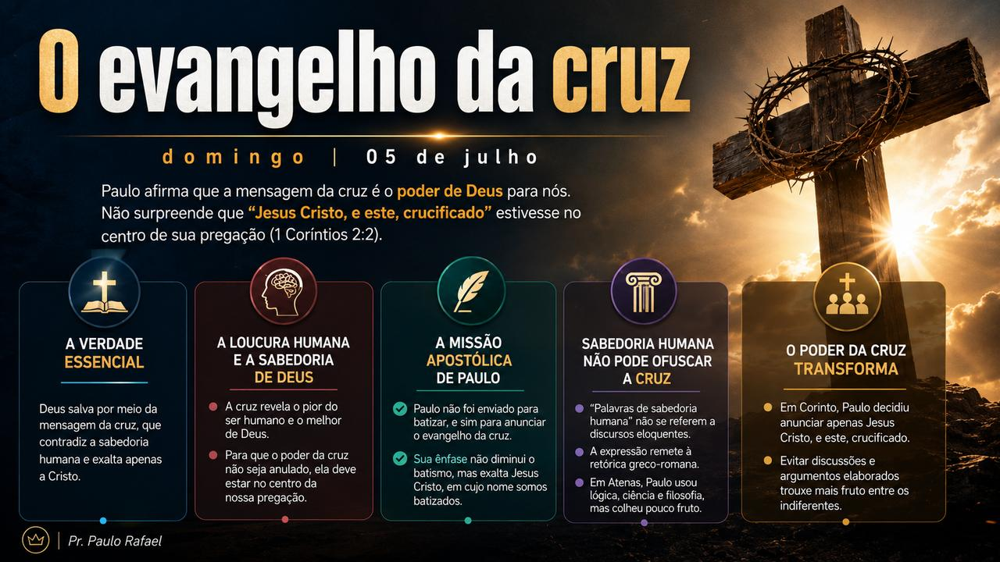 O evangelho da cruz
domingo | 05 de julho
Paulo afirma que a mensagem da cruz é o poder de Deus para nós.
Não surpreende que “Jesus Cristo, e este, crucificado” estivesse no
centro de sua pregação (1 Coríntios 2:2).
A VERDADE
ESSENCIAL
Deus salva por meio da
mensagem da cruz, que
contradiz a sabedoria
humana e exalta apenas
a Cristo.
A LOUCURA HUMANA
E A SABEDORIA
DE DEUS
A cruz revela o pior do
ser humano e o melhor
de Deus.
Para que o poder da cruz
não seja anulado, ela deve
estar no centro da
nossa pregação.
A MISSÃO
APOSTÓLICA
DE PAULO
Paulo não foi enviado para
batizar, e sim para anunciar
o evangelho da cruz.
Sua ênfase não diminui o
batismo, mas exalta Jesus
Cristo, em cujo nome somos
batizados.
SABEDORIA HUMANA
NÃO PODE OFUSCAR
A CRUZ
“Palavras de sabedoria
humana” não se referem a
discursos eloquentes.
A expressão remete à
retórica greco-romana.
Em Atenas, Paulo usou
lógica, ciência e filosofia,
mas colheu pouco fruto.
O PODER DA CRUZ
TRANSFORMA
Em Corinto, Paulo decidiu
anunciar apenas Jesus
Cristo, e este, crucificado.
Evitar discussões e
argumentos elaborados
trouxe mais fruto entre os
indiferentes.
Pr. Paulo Rafael